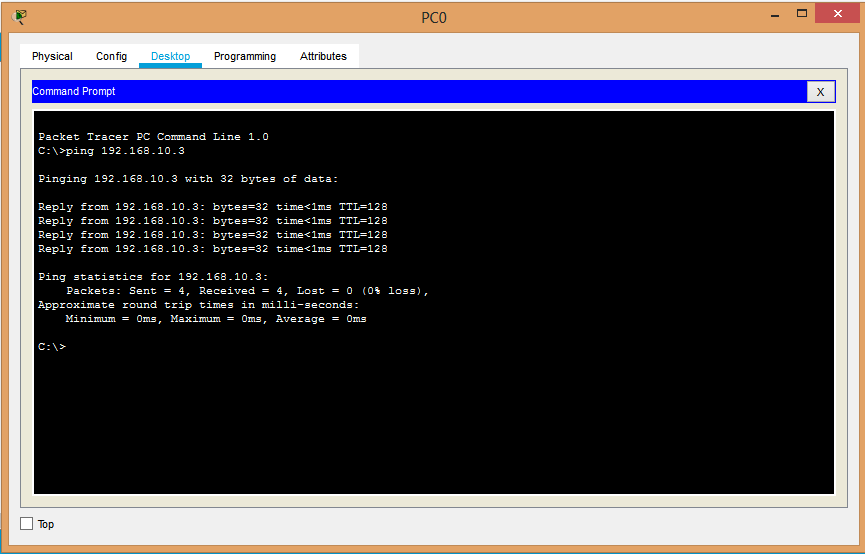 PC0
Physical Config Desktop Programming Attributes
Command Prompt
X
Packet Tracer PC Command Line 1.0
C:\>ping 192.168.10.3
Pinging 192.168.10.3 with 32 bytes of data:
Reply from 192.168.10.3: bytes=32 time<1ms TTL=128
Reply from 192.168.10.3: bytes=32 time<1ms TTL=128
Reply from 192.168.10.3: bytes=32 time<1ms TTL=128
Reply from 192.168.10.3: bytes=32 time<1ms TTL=128
Ping statistics for 192.168.10.3:
Packets: Sent = 4, Received = 4, Lost = 0 (0% loss),
Approximate round trip times in milli-seconds:
Minimum = 0ms, Maximum = 0ms, Average = 0ms
C:\>
Top